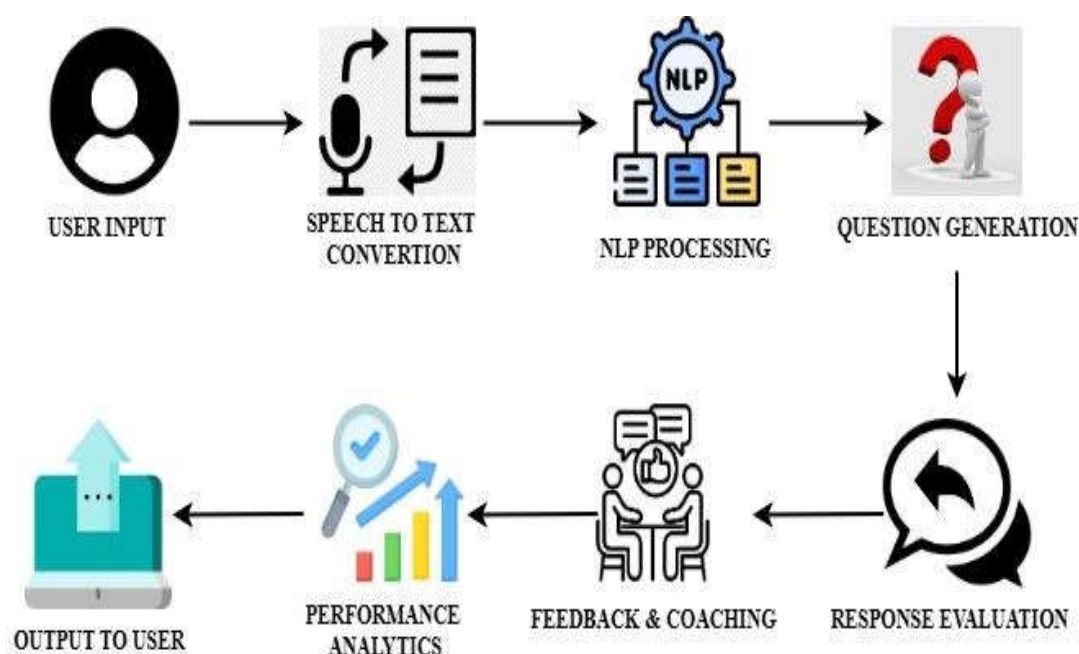 NLP
USER INPUT
SPEECH TO TEXT
CONVERTION
NLP PROCESSING
QUESTION GENERATION
OUTPUT TO USER
PERFORMANCE
ANALYTICS
FEEDBACK & COACHING
RESPONSE EVALUATION